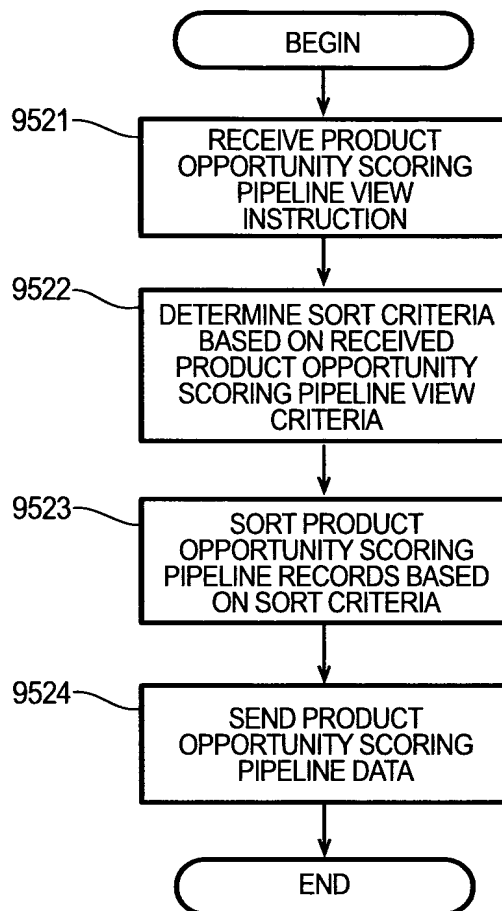 BEGIN
9521
RECEIVE PRODUCT
OPPORTUNITY SCORING
PIPELINE VIEW
INSTRUCTION
9522
DETERMINE SORT CRITERIA
BASED ON RECEIVED
PRODUCT OPPORTUNITY
SCORING PIPELINE VIEW
CRITERIA
9523
SORT PRODUCT
OPPORTUNITY SCORING
PIPELINE RECORDS BASED
ON SORT CRITERIA
9524
SEND PRODUCT
OPPORTUNITY SCORING
PIPELINE DATA
END